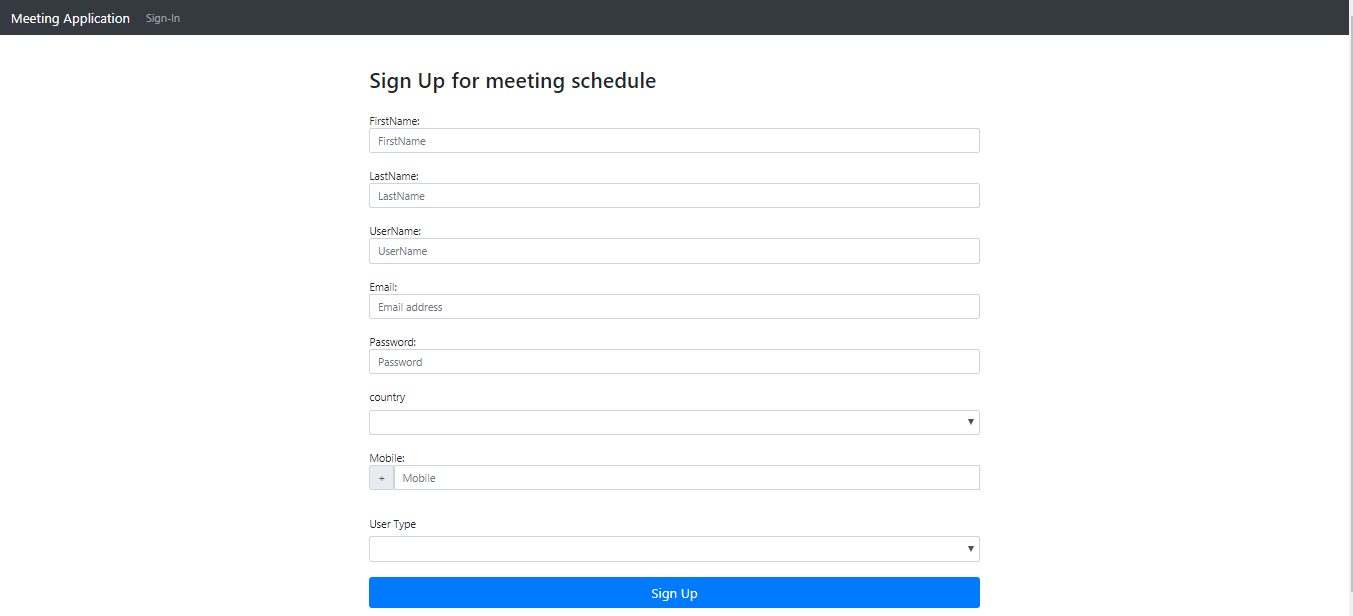 Meeting Application Sign-In
Sign Up for meeting schedule
FirstName:
FirstName
LastName:
LastName
UserName:
UserName
Email:
Email address
Password:
Password
country
Mobile:
+ Mobile
User Type
Sign Up